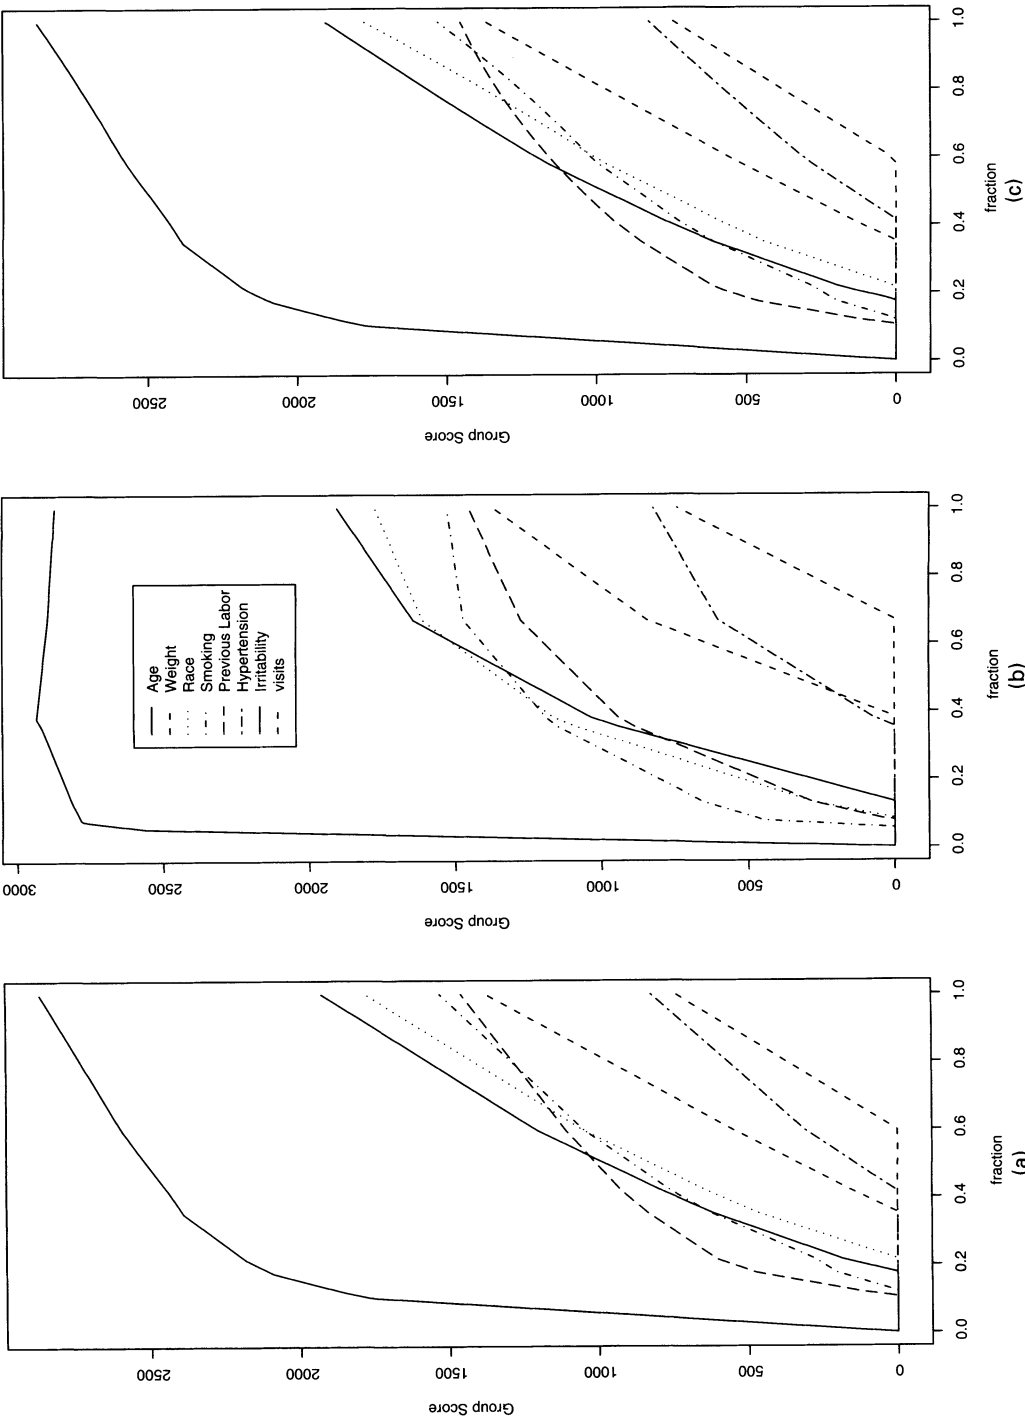 2500
2000
1500
1000
500
0
Group Score
0.0
0.2
0.4
0.6
0.8
1.0
fraction
(a)
3000
2500
2000
1500
1000
500
0
Group Score
0.0
0.2
0.4
0.6
0.8
1.0
fraction
(b)
Age
Weight
Race
Smoking
Previous Labor
Hypertension
Irritability
visits
2500
2000
1500
1000
500
0
Group Score
0.0
0.2
0.4
0.6
0.8
1.0
fraction
(c)